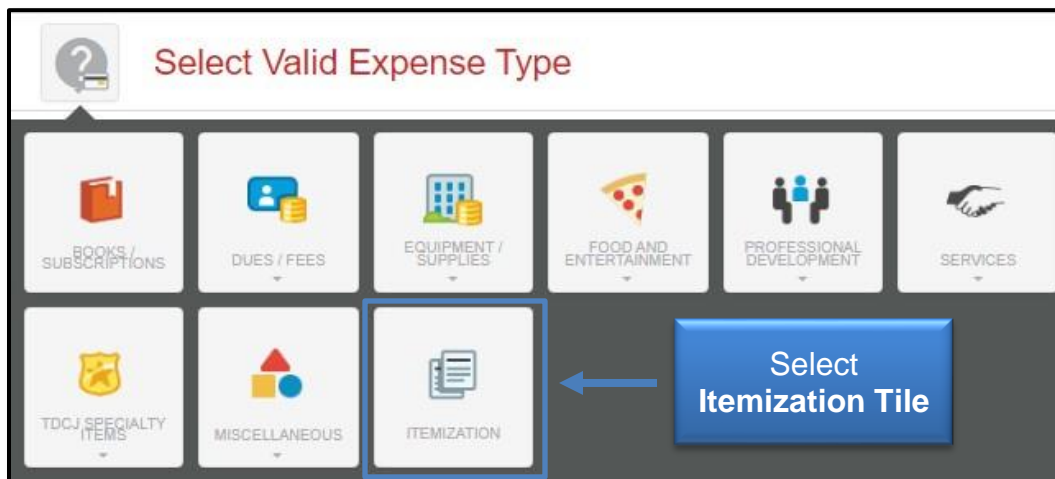 Select Valid Expense Type
BOOKS /
SUBSCRIPTIONS
DUES / FEES
EQUIPMENT /
SUPPLIES
FOOD AND
ENTERTAINMENT
PROFESSIONAL
DEVELOPMENT
SERVICES
TDCJ SPECIALTY
ITEMS
MISCELLANEOUS
ITEMIZATION
Select
Itemization Tile